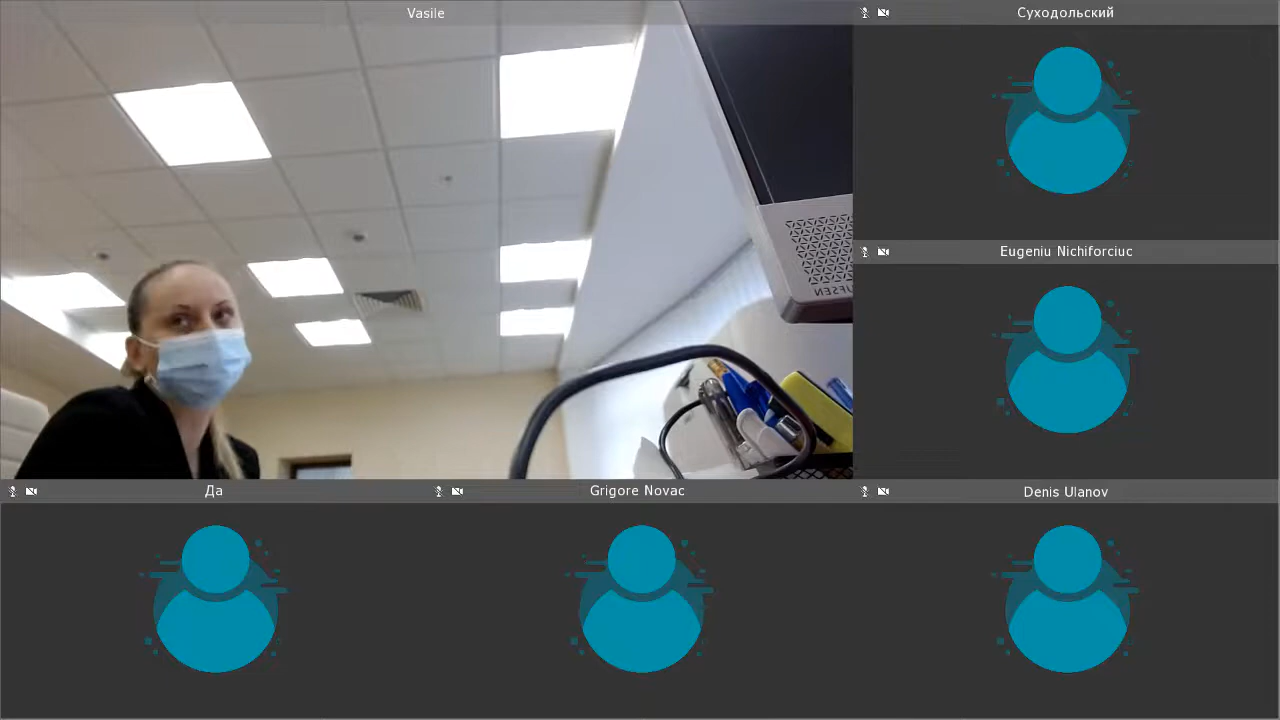 Vasile
Суходольский
Eugeniu Nichiforciuc
Да
Grigore Novac
Denis Ulanov